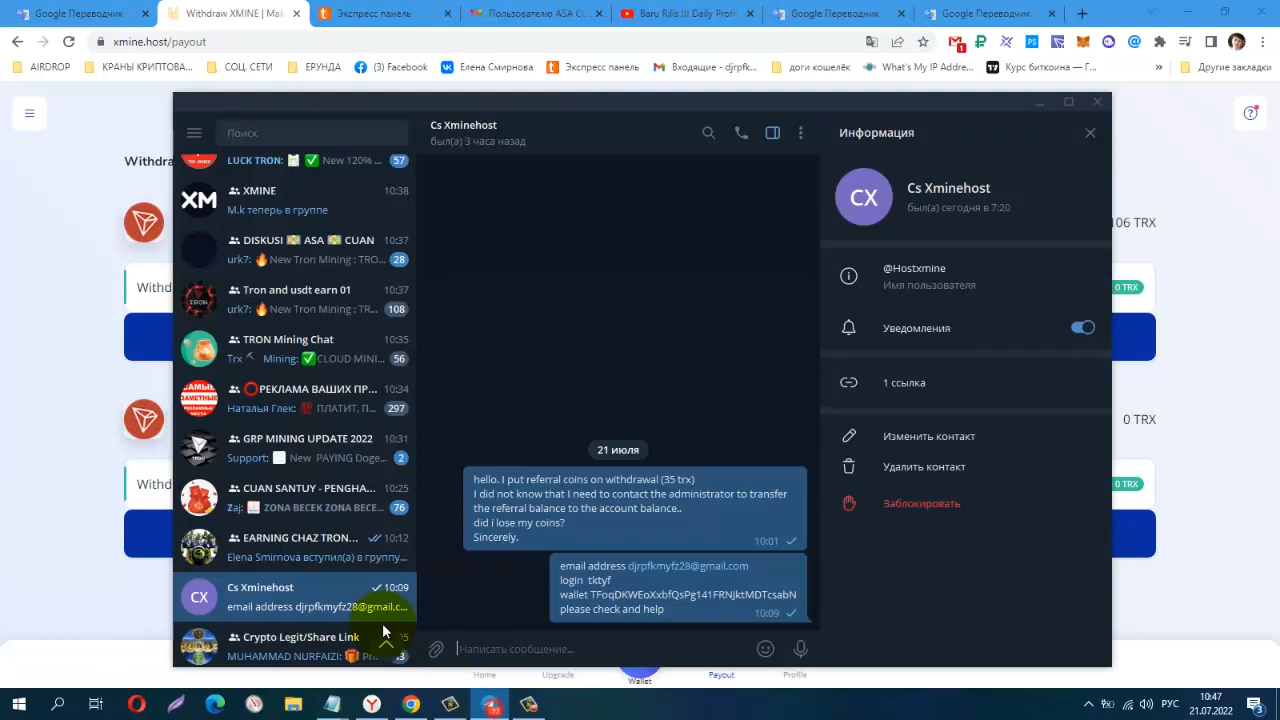 Google Переводчик
Withdraw XMINE | Mak
Экспресс панель
Пользователю ASA Cu
Baru Rilis.!!! Daily Profi
Google Переводчик
Google Переводчик
xmine.host/payout
AIRDROP
КРАНЫ КРИПТОВА...
СОЦ. СЕТИ
ЕРУНДА
(3) Facebook
Елена Смирнова
Экспресс панель
Входящие - djrpfk...
доги кошелёк
What's My IP Addre...
Курс биткоина — Г...
»
Другие закладки
Withdra
06 TRX
Withd
0 TRX
0 TRX
Withd
0 TRX
Home
Upgrade
Wallet
Payout
Profile
Поиск
LUCK TRON: ✅ New 120% ...
57
XMINE
10:38
M.k теперь в группе
DISKUSI 💴 ASA 💴 CUAN
10:37
urk7: 🔥New Tron Mining : TRO...
28
Tron and usdt earn 01
10:37
urk7: 🔥New Tron Mining : TR...
108
TRON Mining Chat
10:35
Trx ⛏ Mining: ✅CLOUD MINI...
56
⭕РЕКЛАМА ВАШИХ ПР...
10:34
Наталья Глек: ПЛАТИТ, П...
297
GRP MINING UPDATE 2022
10:31
Support: New PAYING Doge...
2
CUAN SANTUY - PENGHA...
10:25
Zajjjj: ZONA BECEK ZONA BECE...
76
EARNING CHAZ TRON...
10:12
Elena Smirnova вступил(а) в группу
Cs Xminehost
10:09
email address djrpfkmyfz28@gmail.c...
Crypto Legit/Share Link
MUHAMMAD NURFAIZI: 🎁
Cs Xminehost
был(а) 3 часа назад
21 июля
hello. I put referral coins on withdrawal (35 trx)
I did not know that I need to contact the administrator to transfer
the referral balance to the account balance..
did i lose my coins?
Sincerely.
10:01
email address djrpfkmyfz28@gmail.com
login tktyf
wallet TFoqDKWEoXxbfQsPg141FRNJktMDTcsabN
please check and help
10:09
Написать сообщение...
Информация
CX
Cs Xminehost
был(а) сегодня в 7:20
@Hostxmine
Имя пользователя
Уведомления
1 ссылка
Изменить контакт
Удалить контакт
Заблокировать
РУС
10:47
21.07.2022
3